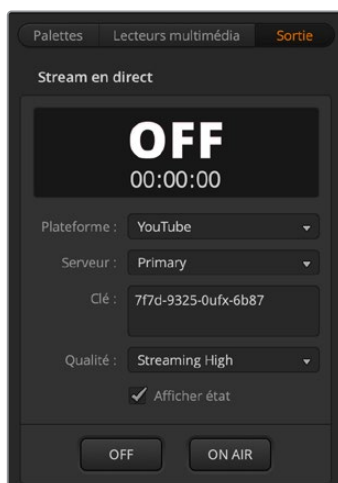 Palettes Lecteurs multimédia Sortie
Stream en direct
OFF
00:00:00
Plateforme : YouTube
Serveur : Primary
Clé : 7f7d-9325-0ufx-6b87
Qualité : Streaming High
Afficher état
OFF ON AIR